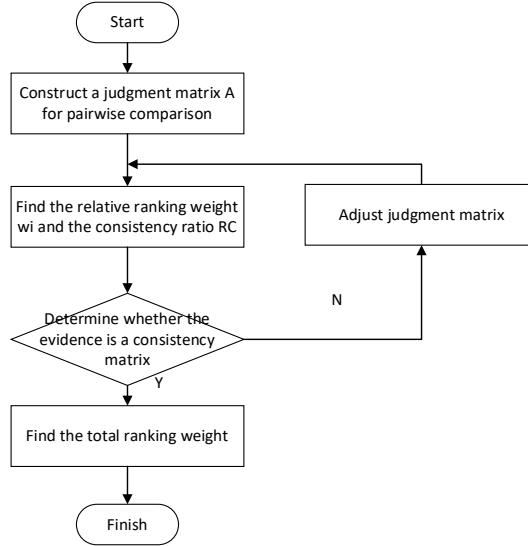 Start
Construct a judgment matrix A
for pairwise comparison
Find the relative ranking weight
wi and the consistency ratio RC
Adjust judgment matrix
Determine whether the
evidence is a consistency
matrix
N
Y
Find the total ranking weight
Finish